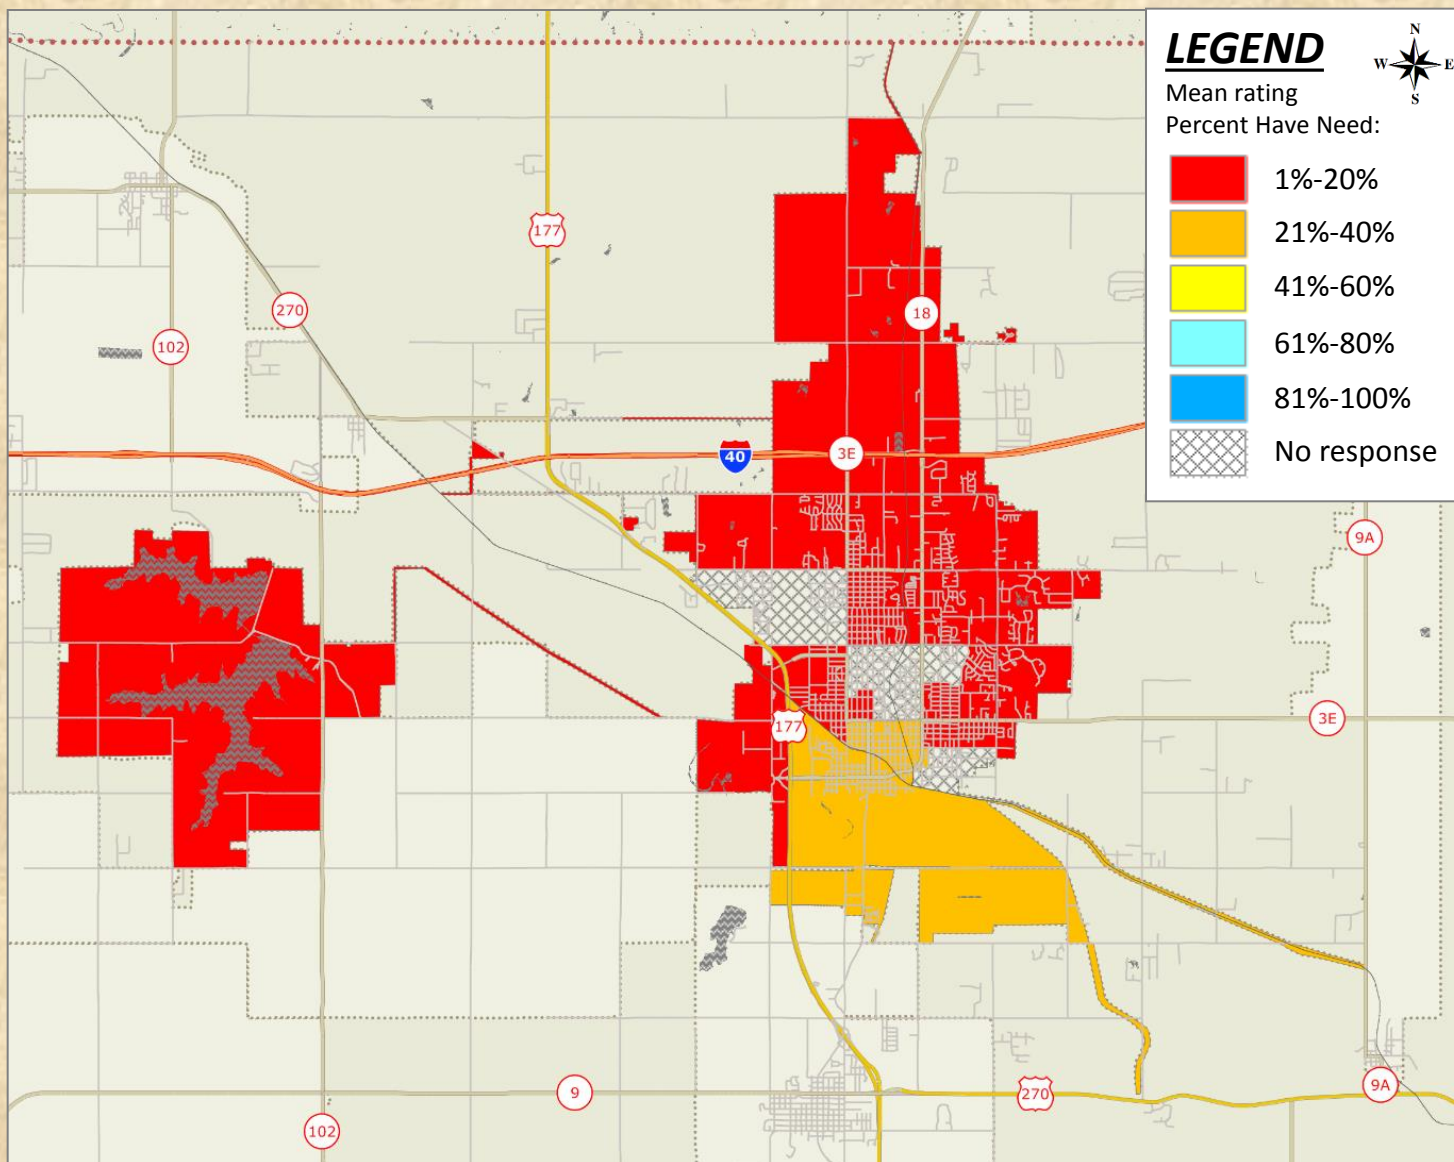 LEGEND
N
W E
S
Mean rating
Percent Have Need:
1%-20%
21%-40%
41%-60%
61%-80%
81%-100%
No response
177
270
18
102
40
3E
9A
3E
177
9
270
9A
102